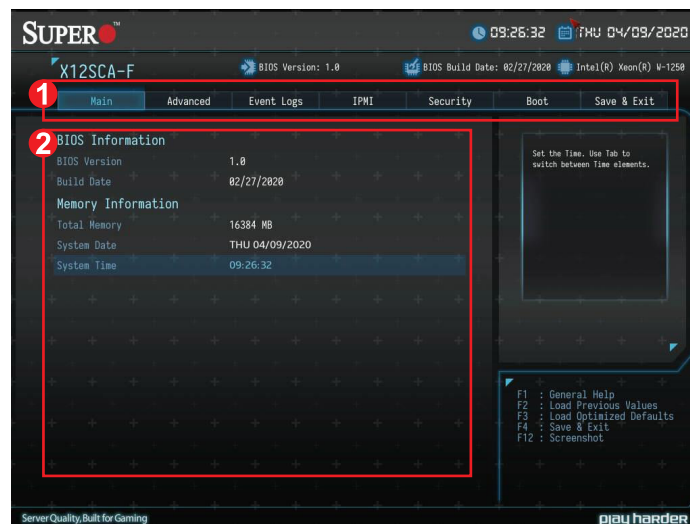 SUPER
09:26:32 THU 04/09/2020
X12SCA-F
BIOS Version: 1.0
BIOS Build Date: 02/27/2020
Intel(R) Xeon(R) W-1250
1
Main Advanced Event Logs IPMI Security Boot Save & Exit
2
BIOS Information
BIOS Version 1.0
Build Date 02/27/2020
Memory Information
Total Memory 16384 MB
System Date THU 04/09/2020
System Time 09:26:32
Set the Time. Use Tab to
switch between Time elements.
F1 : General Help
F2 : Load Previous Values
F3 : Load Optimized Defaults
F4 : Save & Exit
F12 : Screenshot
Server Quality, Built for Gaming
play harder